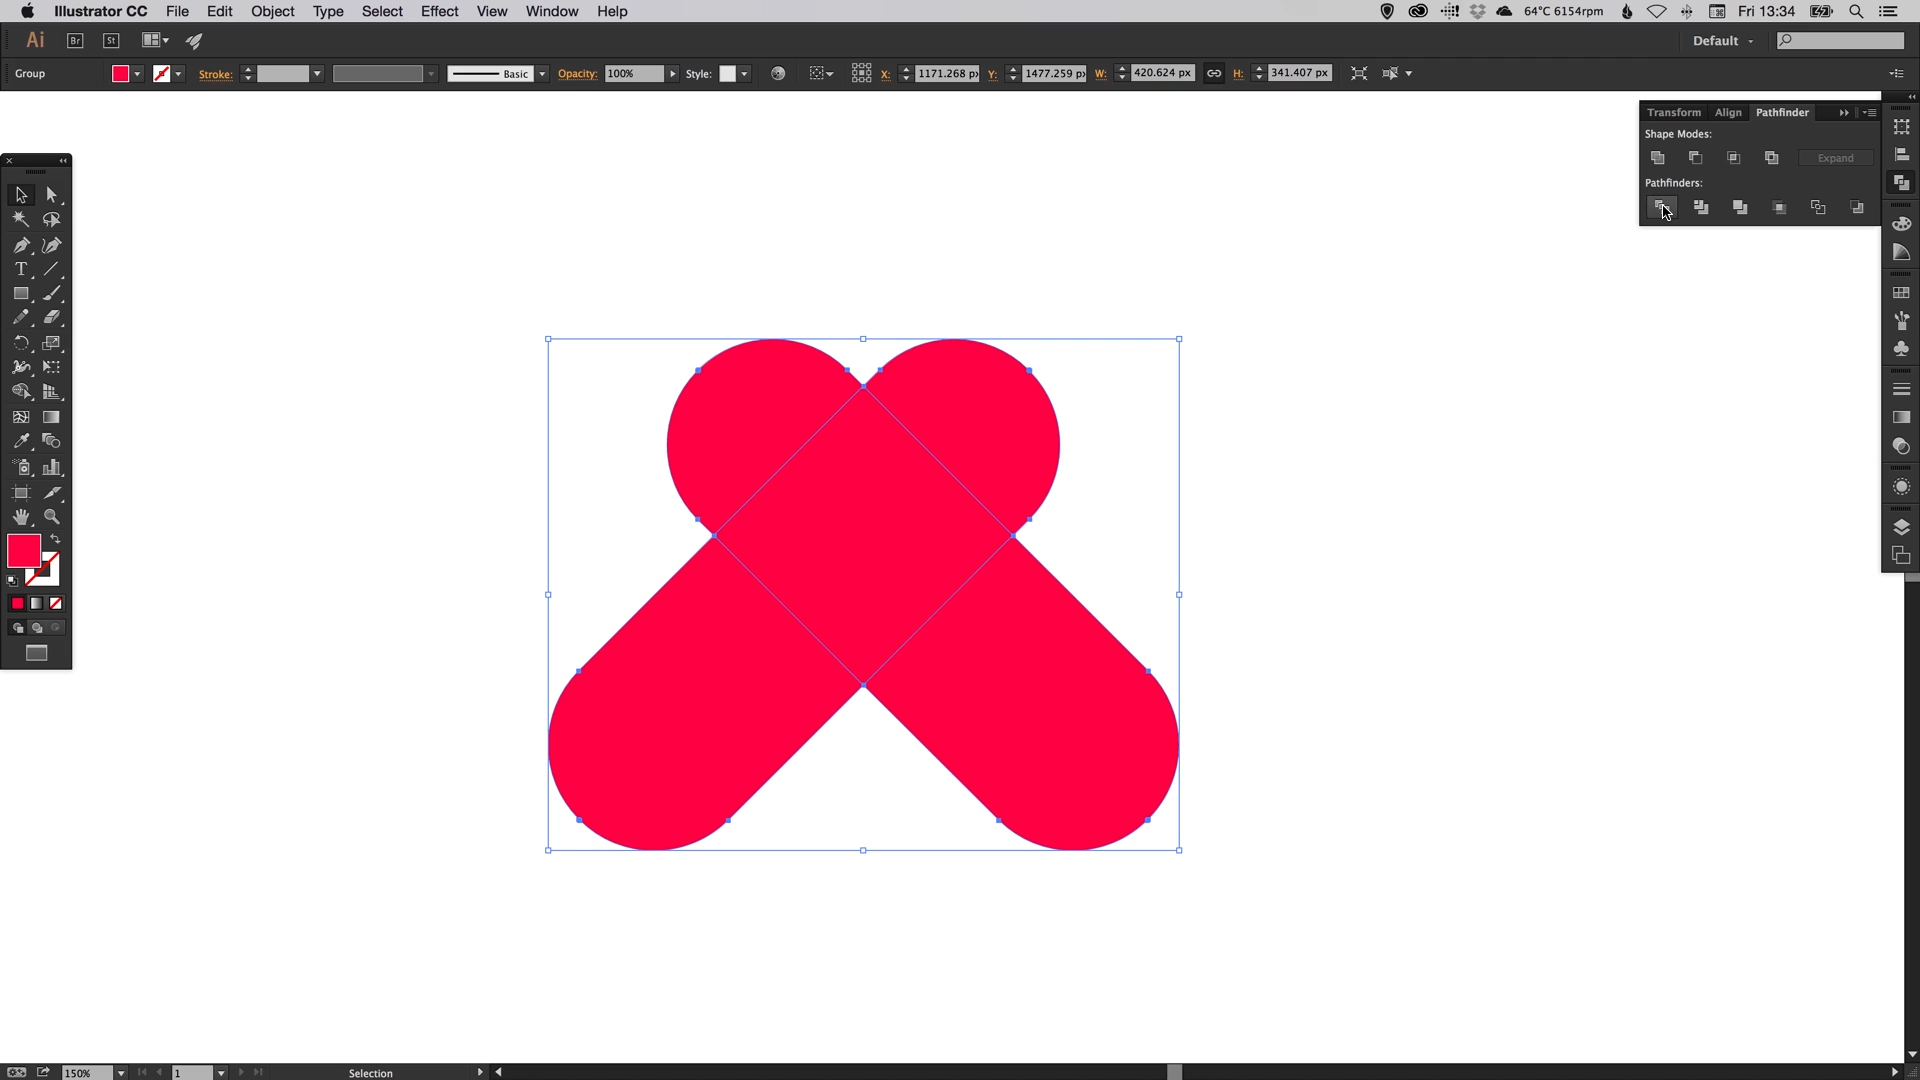 Illustrator CC File Edit Object Type Select Effect View Window Help 64°C 6154rpm Fri 13:34
Ai Br St Default
Group Stroke: Basic Opacity: 100% Style: X: 1171.268 px Y: 1477.259 px W: 420.624 px H: 341.407 px
Transform Align Pathfinder
Shape Modes:
Expand
Pathfinders:
T
150% 1 Selection